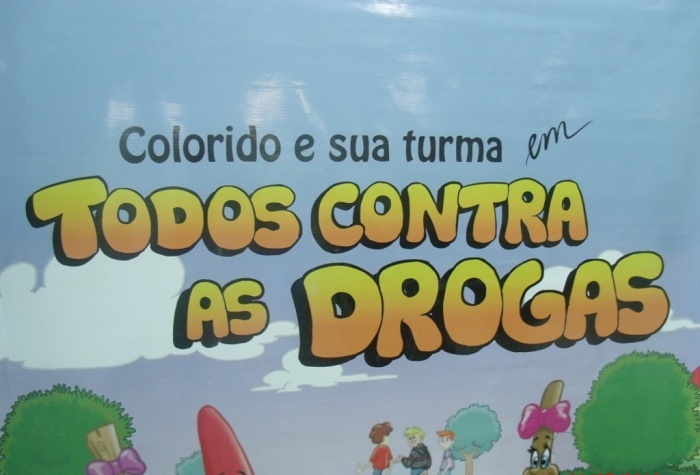 Colorido e sua turma em
TODOS CONTRA
AS DROGAS